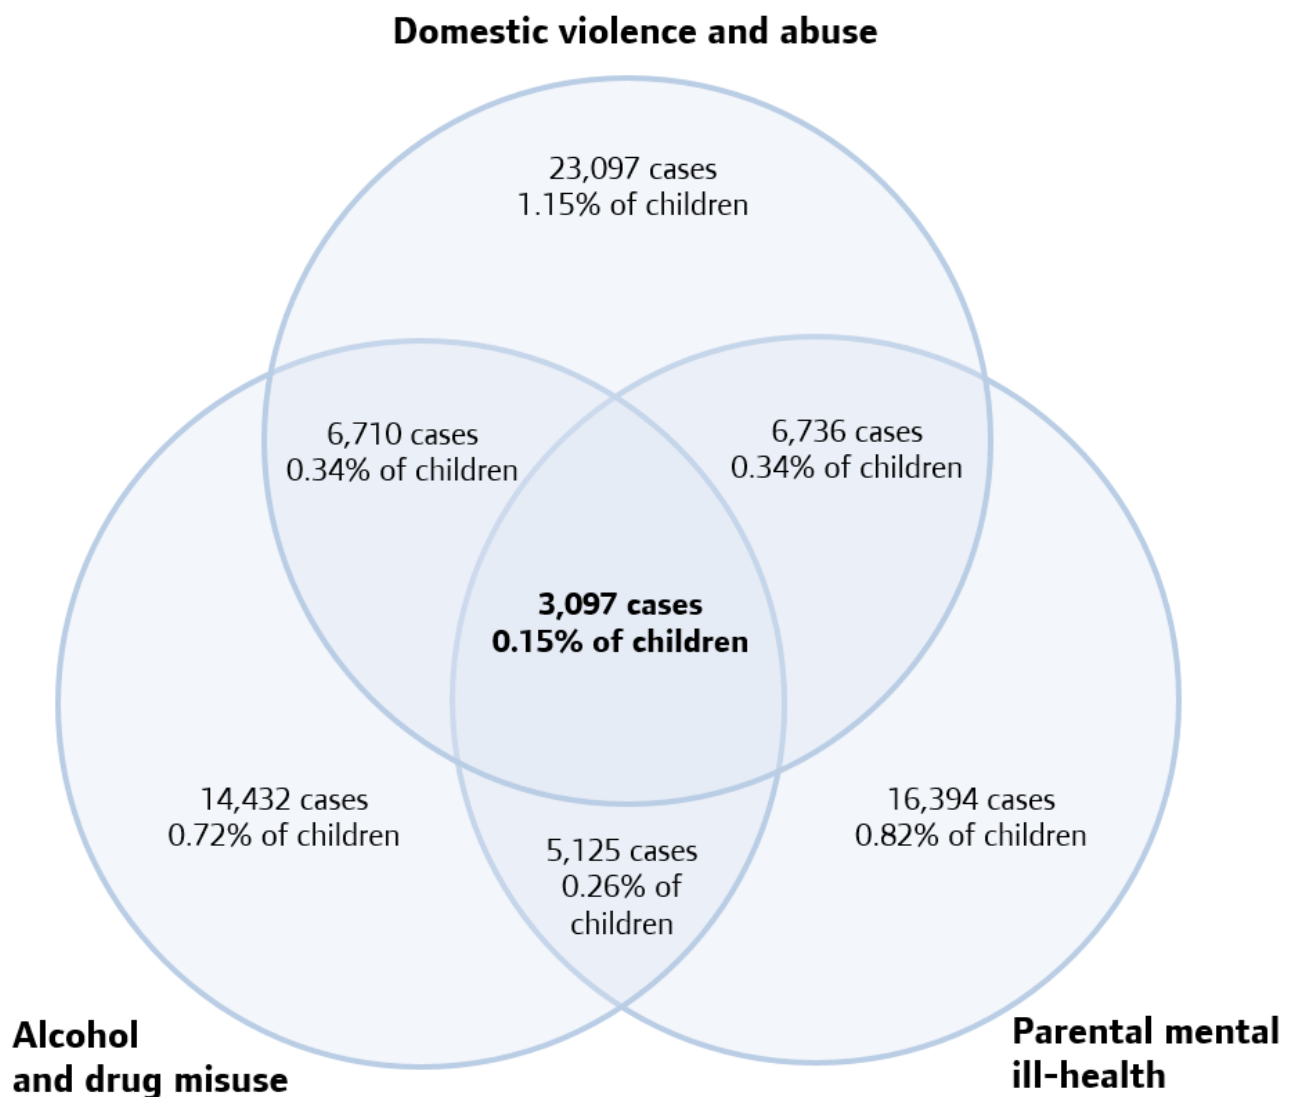 Domestic violence and abuse
23,097 cases
1.15% of children
6,710 cases
0.34% of children
6,736 cases
0.34% of children
3,097 cases
0.15% of children
14,432 cases
0.72% of children
16,394 cases
0.82% of children
5,125 cases
0.26% of
children
Alcohol
and drug misuse
Parental mental
ill-health